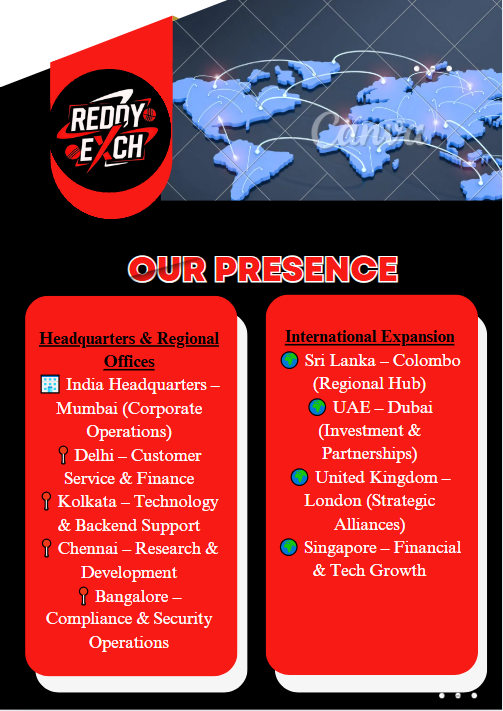 REDDY
EXCH
Canva
OUR PRESENCE
Headquarters & Regional
Offices
🏢 India Headquarters –
Mumbai (Corporate
Operations)
📍 Delhi – Customer
Service & Finance
📍 Kolkata – Technology
& Backend Support
📍 Chennai – Research &
Development
📍 Bangalore –
Compliance & Security
Operations
International Expansion
🌍 Sri Lanka – Colombo
(Regional Hub)
🌍 UAE – Dubai
(Investment &
Partnerships)
🌍 United Kingdom –
London (Strategic
Alliances)
🌍 Singapore – Financial
& Tech Growth